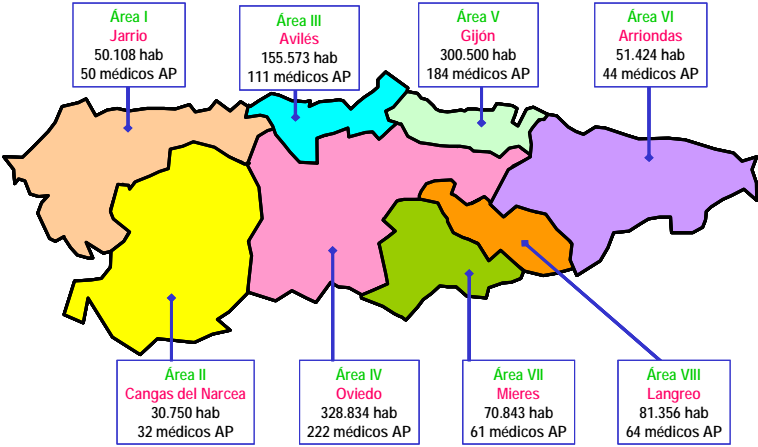 Área I
Jarrio
50.108 hab
50 médicos AP
Área III
Avilés
155.573 hab
111 médicos AP
Área V
Gijón
300.500 hab
184 médicos AP
Área VI
Arriondas
51.424 hab
44 médicos AP
Área II
Cangas del Narcea
30.750 hab
32 médicos AP
Área IV
Oviedo
328.834 hab
222 médicos AP
Área VII
Mieres
70.843 hab
61 médicos AP
Área VIII
Langreo
81.356 hab
64 médicos AP